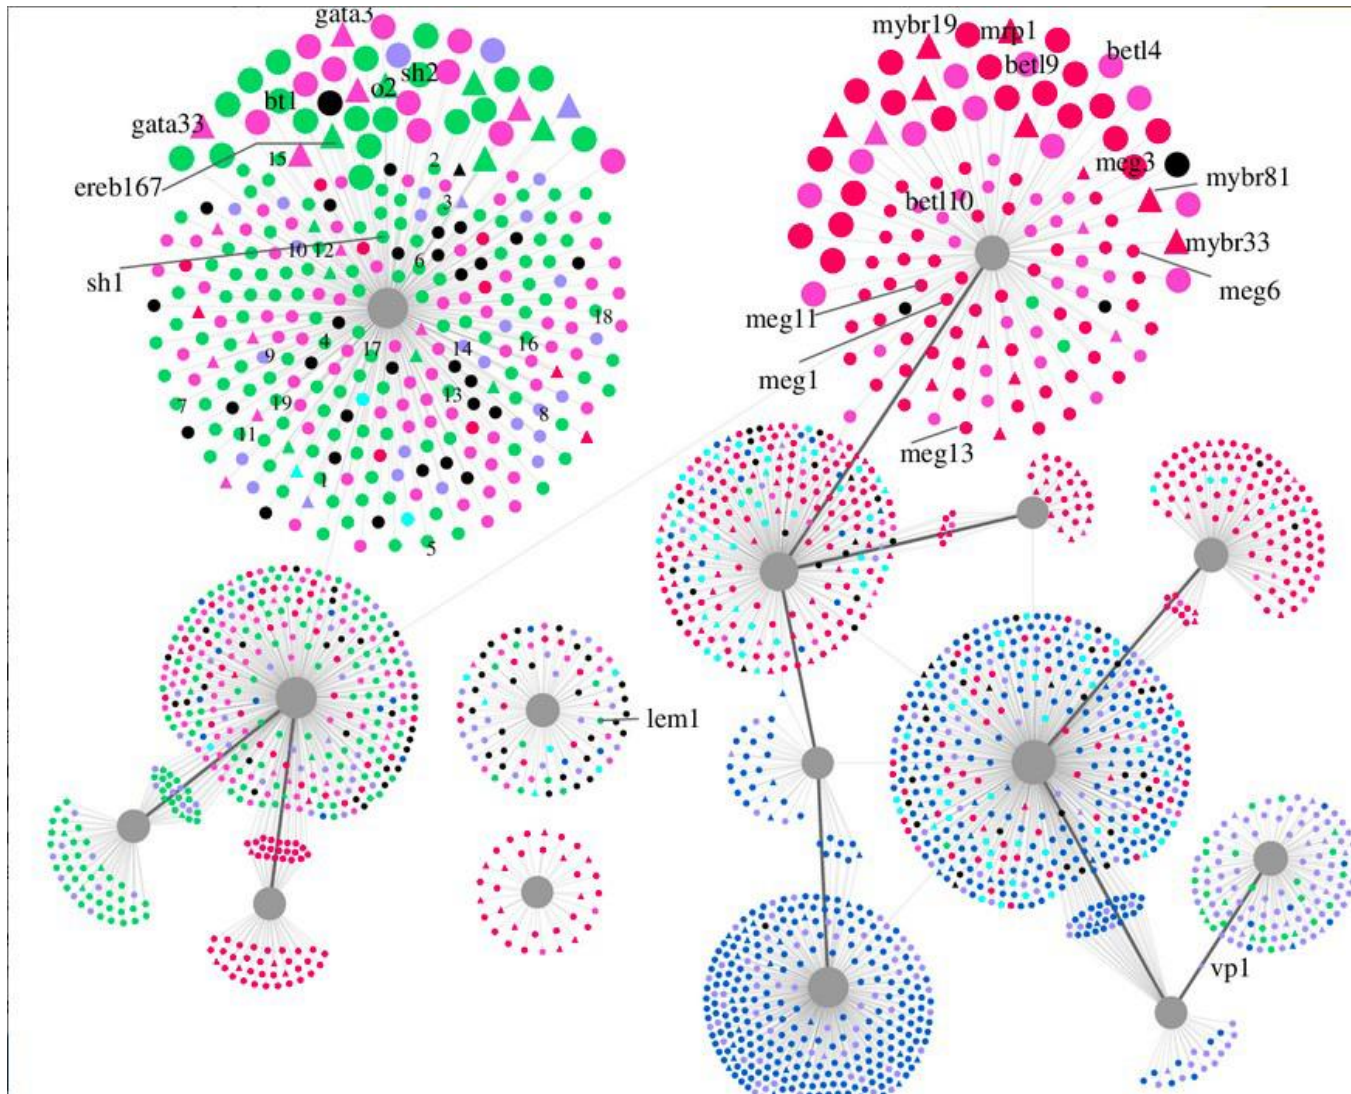 gata3
mybr19
mrp1
betl9
betl4
sh2
o2
bt1
gata33
15
2
ereb167
3
meg3
mybr81
betl10
10 12
6
mybr33
sh1
meg6
meg11
18
4
17
14
16
9
meg1
7
19
13
8
11
meg13
1
5
lem1
vp1